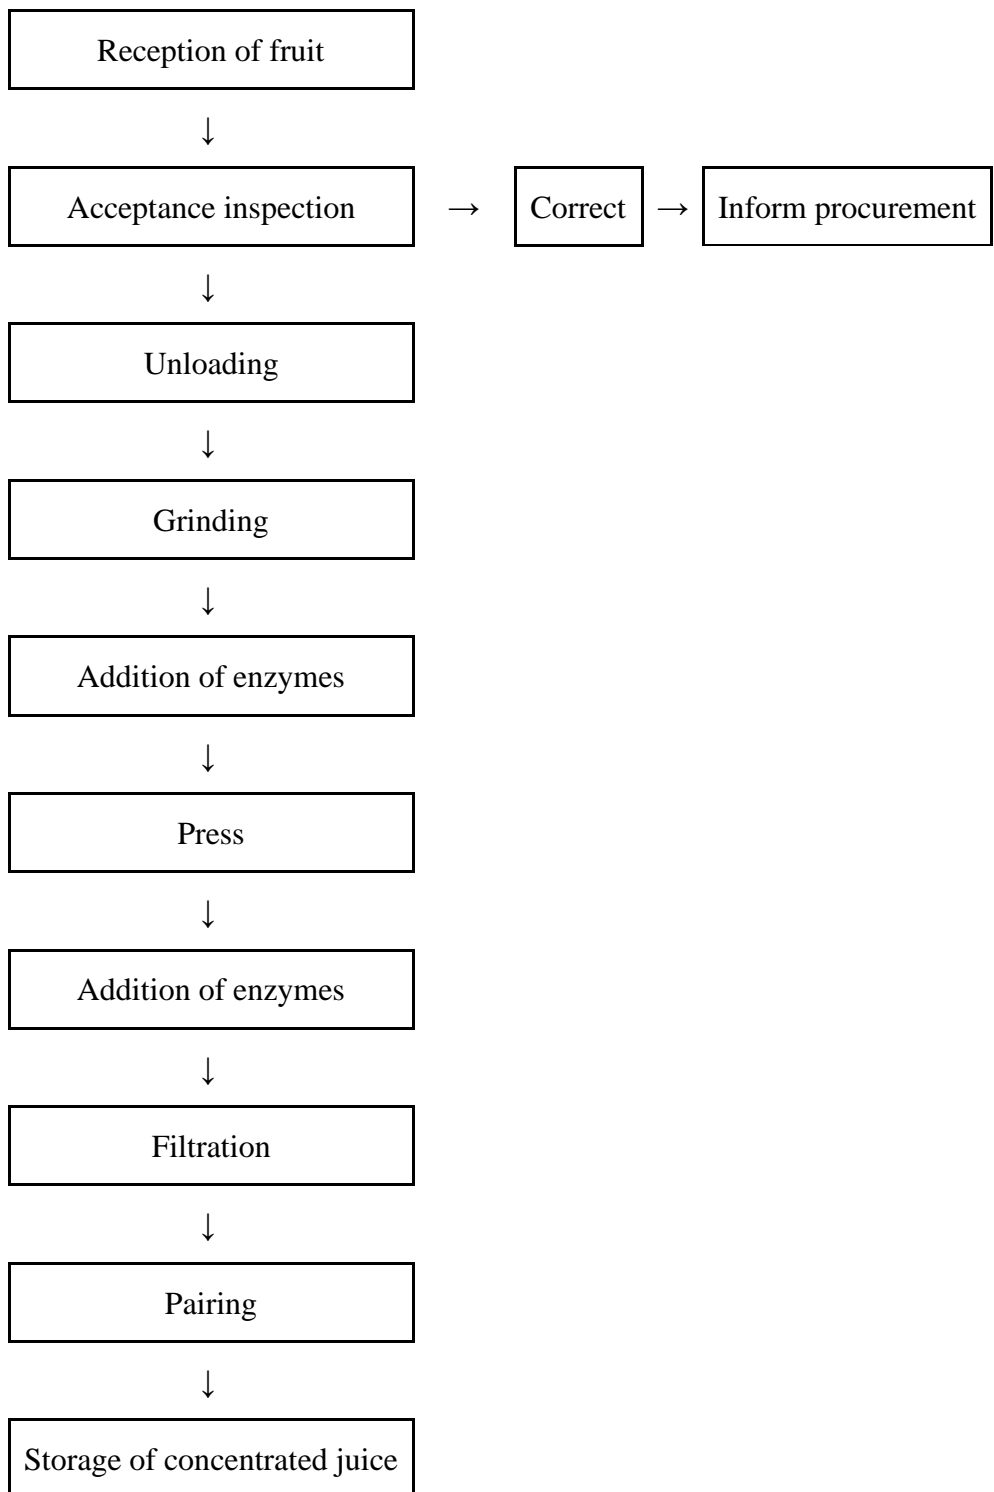 Reception of fruit
↓
Acceptance inspection → Correct → Inform procurement
↓
Unloading
↓
Grinding
↓
Addition of enzymes
↓
Press
↓
Addition of enzymes
↓
Filtration
↓
Pairing
↓
Storage of concentrated juice